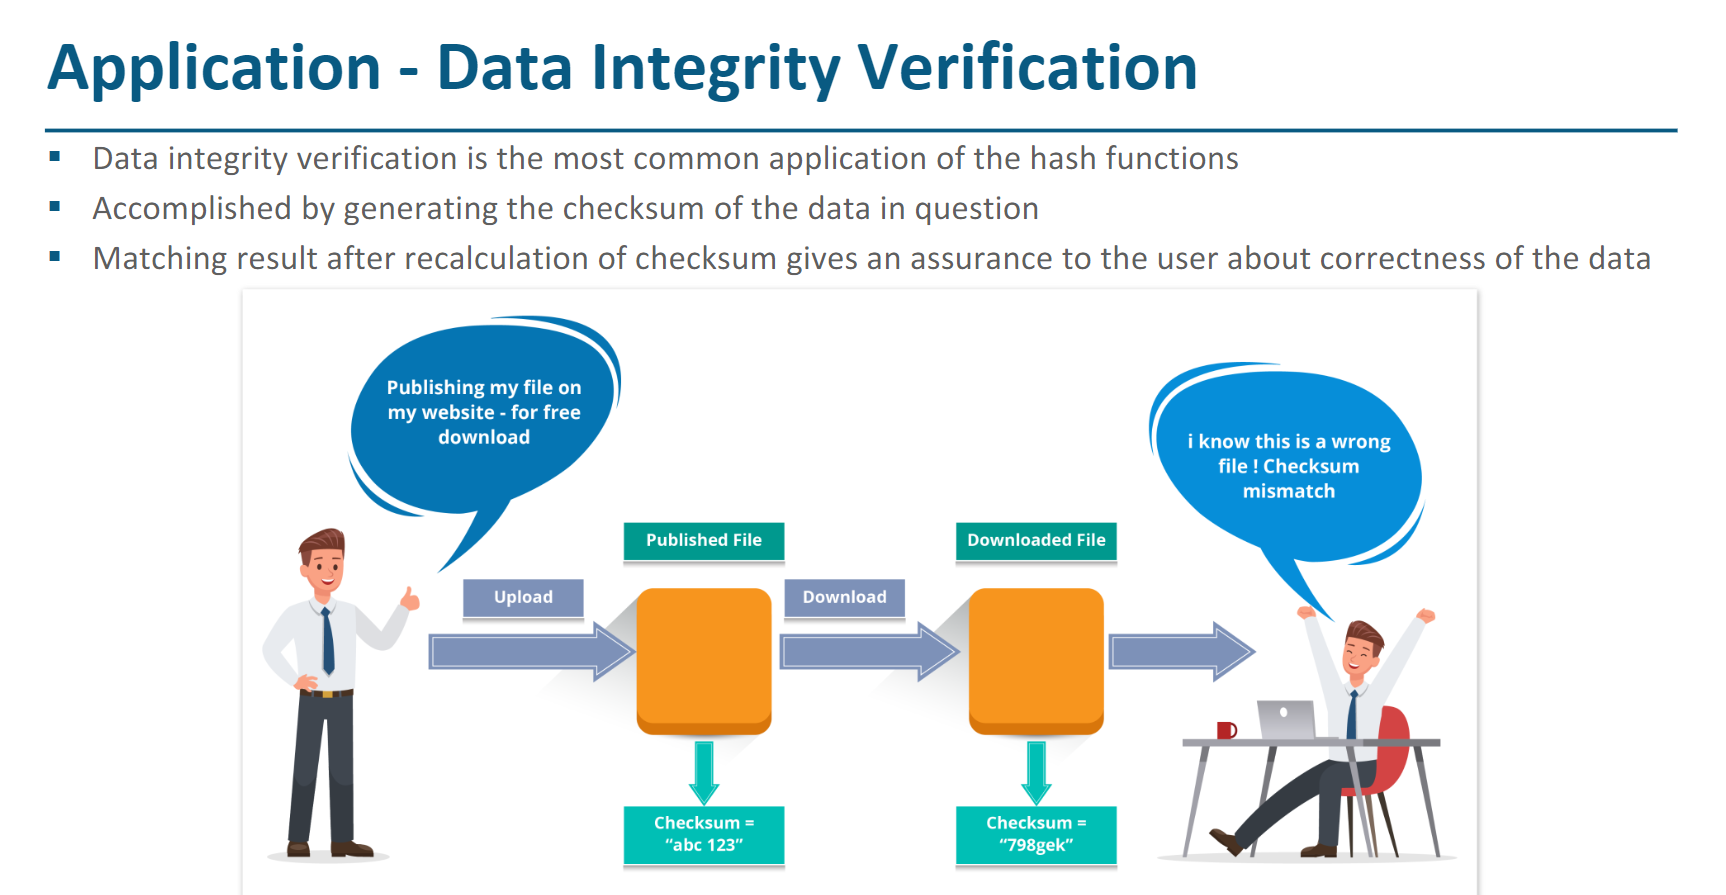 Application - Data Integrity Verification
▪ Data integrity verification is the most common application of the hash functions
▪ Accomplished by generating the checksum of the data in question
▪ Matching result after recalculation of checksum gives an assurance to the user about correctness of the data
Publishing my file on
my website - for free
download
i know this is a wrong
file ! Checksum
mismatch
Published File
Downloaded File
Upload
Download
Checksum =
“abc 123”
Checksum =
“798gek”